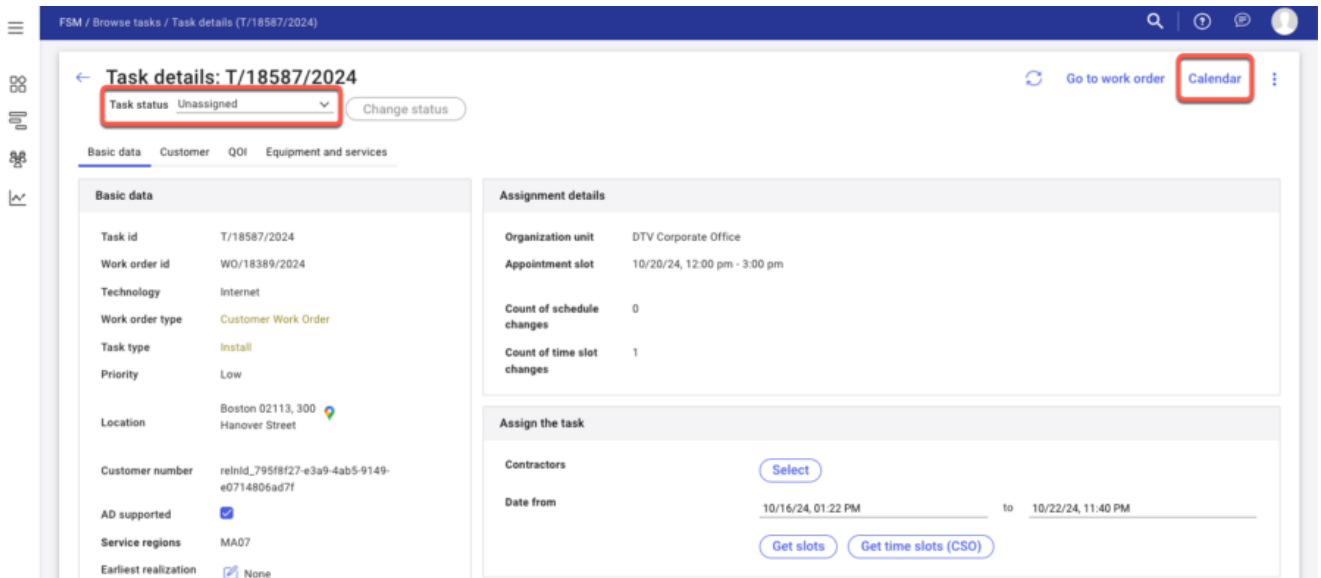 FSM / Browse tasks / Task details (T/18587/2024)
Task details: T/18587/2024
Go to work order
Calendar
Task status Unassigned
Change status
Basic data
Customer
QOI
Equipment and services
Basic data
Task id T/18587/2024
Work order id WO/18389/2024
Technology Internet
Work order type Customer Work Order
Task type Install
Priority Low
Location Boston 02113, 300
Hanover Street
Customer number relnId_795f8f27-e3a9-4ab5-9149-
e0714806ad7f
AD supported
Service regions MA07
Earliest realization None
Assignment details
Organization unit DTV Corporate Office
Appointment slot 10/20/24, 12:00 pm - 3:00 pm
Count of schedule 0
changes
Count of time slot 1
changes
Assign the task
Contractors Select
Date from 10/16/24, 01:22 PM to 10/22/24, 11:40 PM
Get slots
Get time slots (CSO)